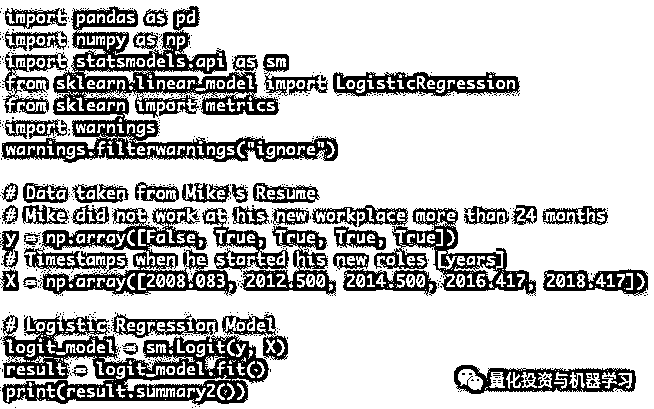 import pandas as pd
import numpy as np
import statsmodels.api as sm
from sklearn.linear_model import LogisticRegression
from sklearn import metrics
import warnings
warnings.filterwarnings("ignore")

# Data taken from Mike's Resume
# Mike did not work at his new workplace more than 24 months
y = np.array([False, True, True, True, True])
# Timestamps when he started his new roles [years]
X = np.array([2008.083, 2012.500, 2014.500, 2016.417, 2018.417])

# Logistic Regression Model
logit_model = sm.Logit(y, X)
result = logit_model.fit()
print(result.summary2())
量化投资与机器学习